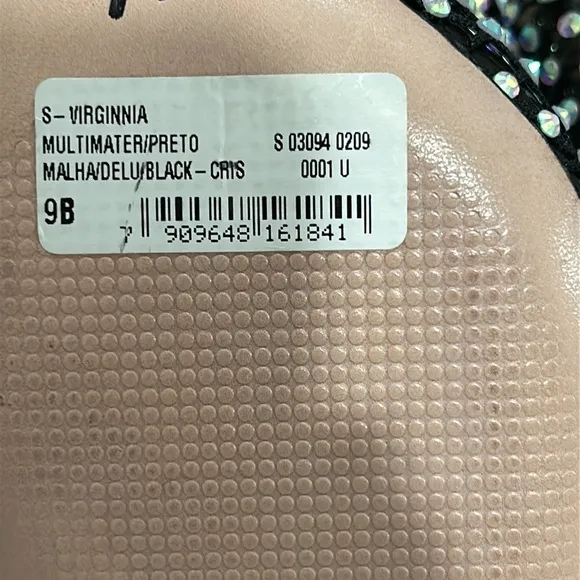 S-VIRGINNIA
MULTIMATER/PRETO S 03094 0209
MALHA/DELU/BLACK-CRIS 0001 U
9B
7 909648 161841